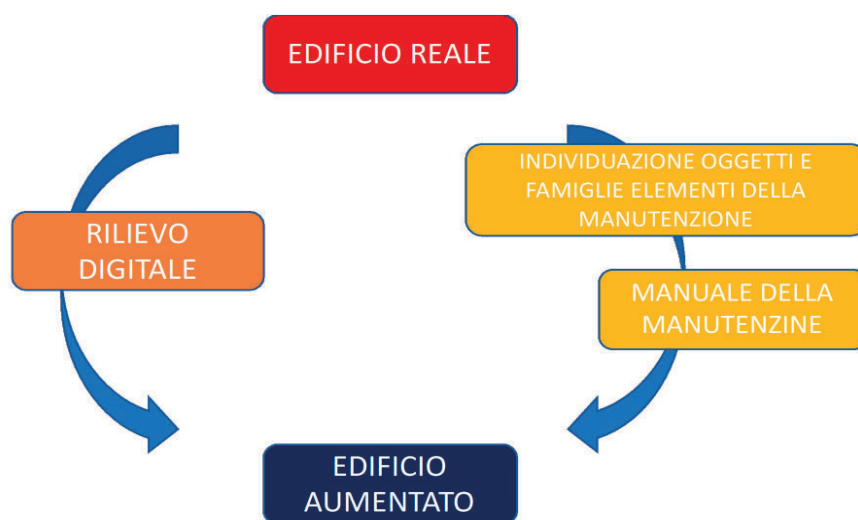 EDIFICIO REALE
INDIVIDUAZIONE OGGETTI E
FAMIGLIE ELEMENTI DELLA
MANUTENZIONE
RILIEVO
DIGITALE
MANUALE DELLA
MANUTENZINE
EDIFICIO
AUMENTATO